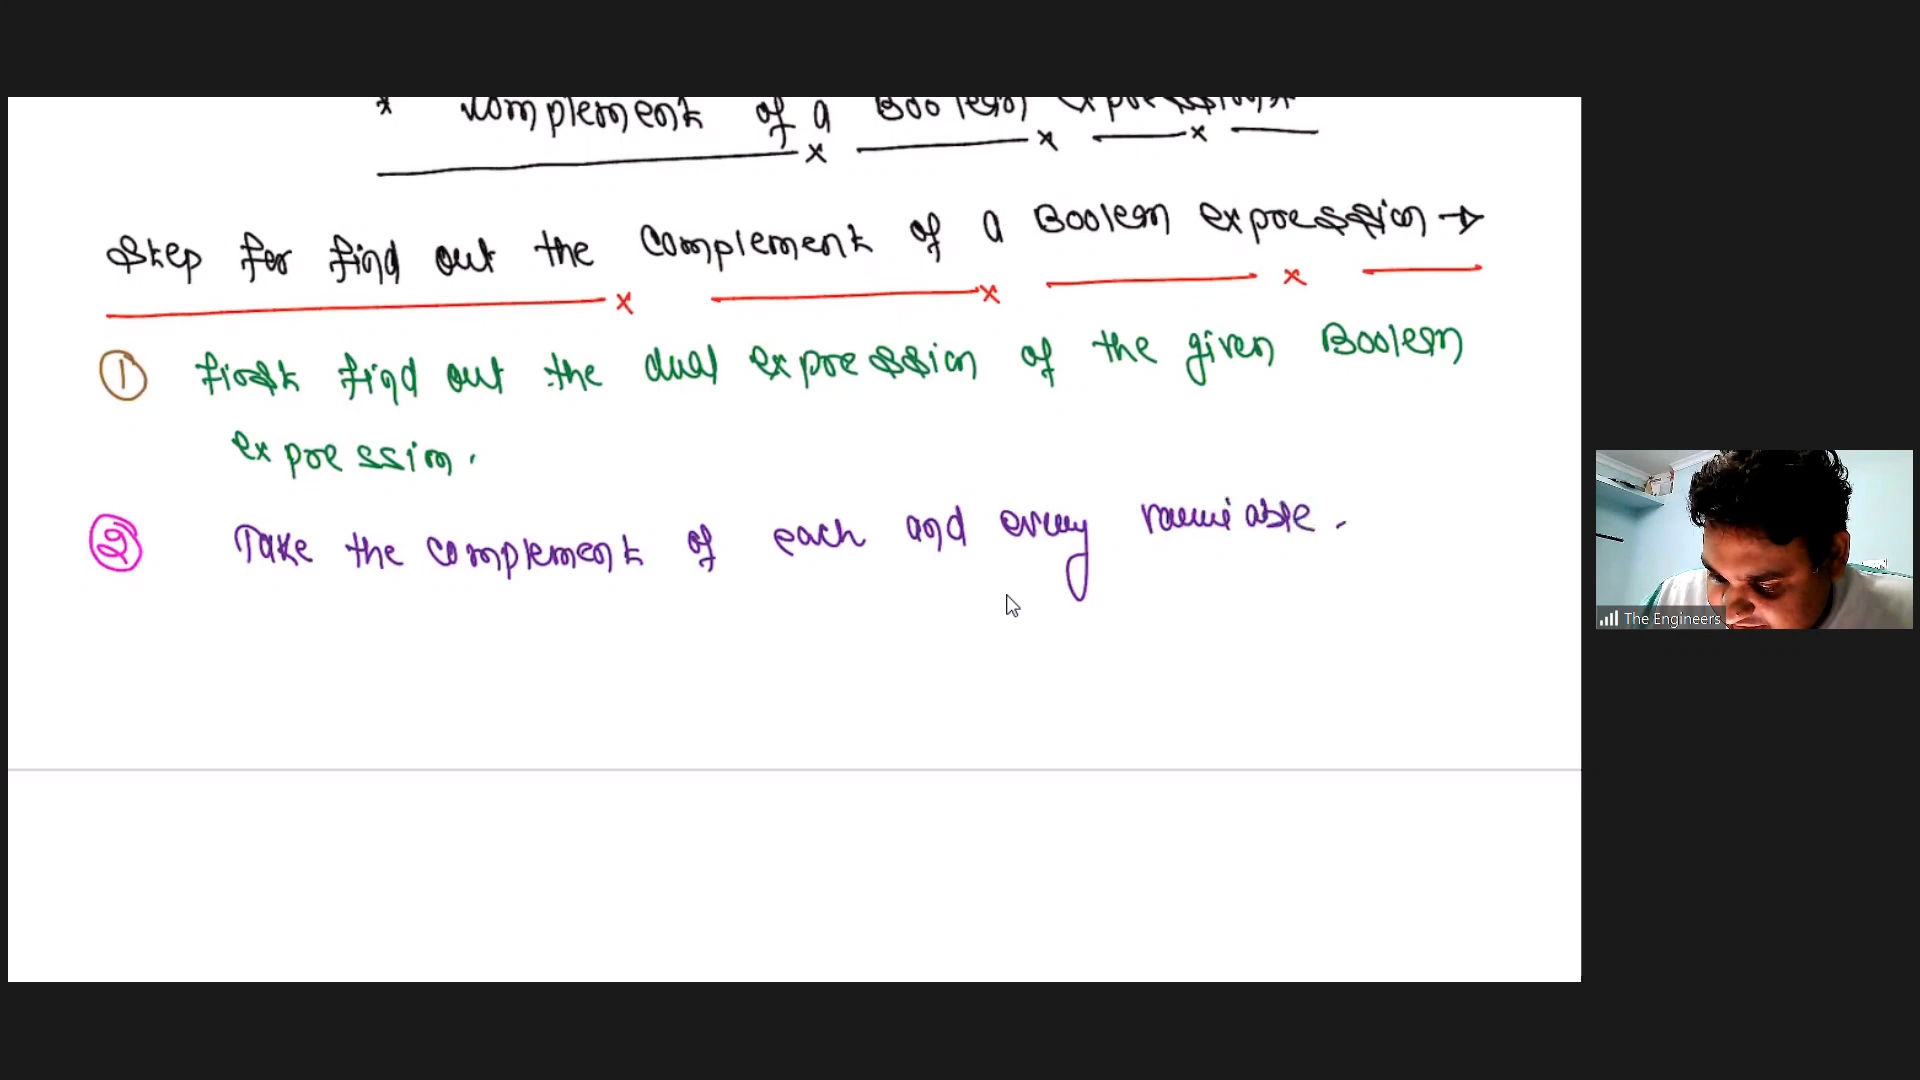 * Complement of a Boolean expression
Step for find out the Complement of a Boolean expression →
① first find out the dual expression of the given Boolean
expression.
② Take the complement of each and every variable.
The Engineers